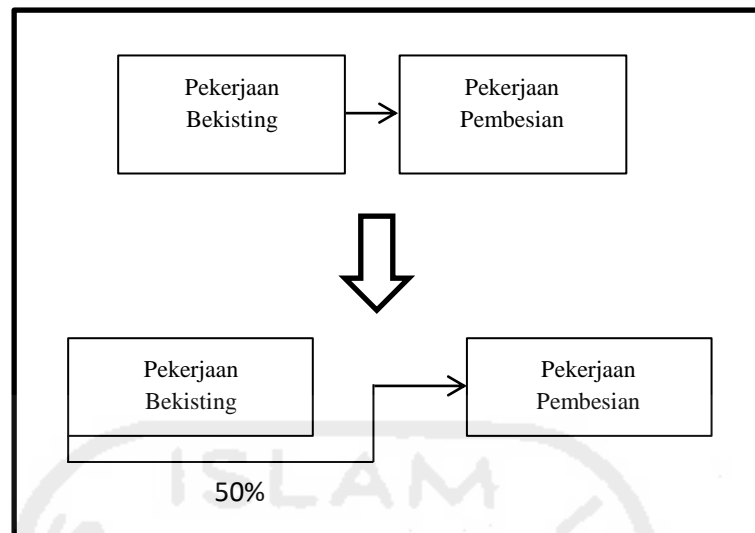 Pekerjaan
Bekisting
Pekerjaan
Pembesian
Pekerjaan
Bekisting
Pekerjaan
Pembesian
50%
ISLAM